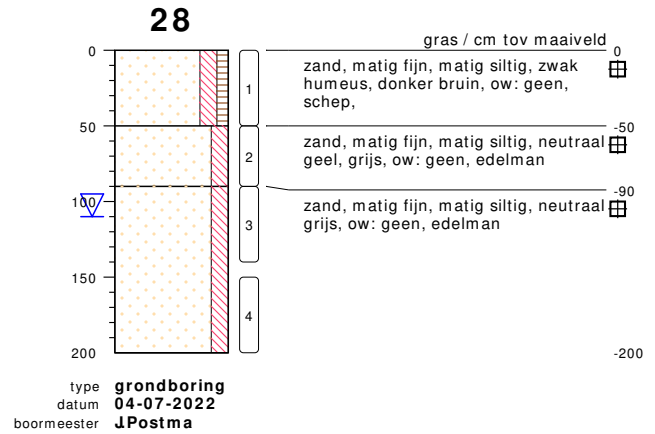 28
gras / cm tov maaiveld
0
0
zand, matig fijn, matig siltig, zwak
humeus, donker bruin, ow: geen,
schep,
1
50
-50
zand, matig fijn, matig siltig, neutraal
geel, grijs, ow: geen, edelman
2
-90
100
zand, matig fijn, matig siltig, neutraal
grijs, ow: geen, edelman
3
150
4
200
-200
type grondboring
datum 04-07-2022
boormeester J.Postma